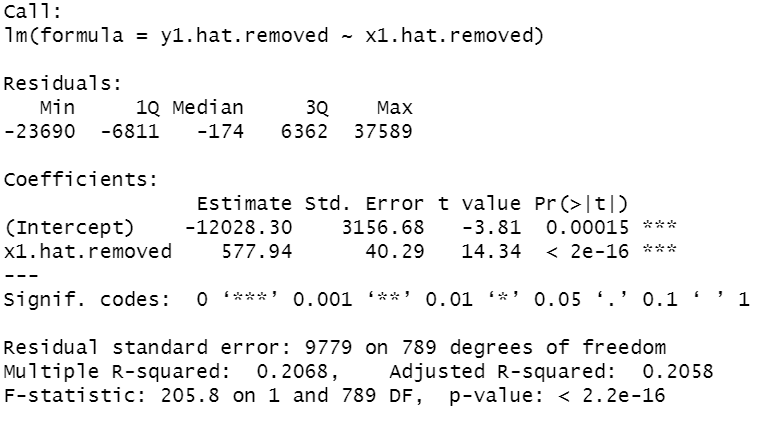 Call:
lm(formula = y1.hat.removed ~ x1.hat.removed)
Residuals:
Min 1Q Median 3Q Max
-23690 -6811 -174 6362 37589
Coefficients:
Estimate Std. Error t value Pr(>|t|)
(Intercept) -12028.30 3156.68 -3.81 0.00015 ***
x1.hat.removed 577.94 40.29 14.34 < 2e-16 ***
---
Signif. codes: 0 ‘***’ 0.001 ‘**’ 0.01 ‘*’ 0.05 ‘.’ 0.1 ‘ ’ 1
Residual standard error: 9779 on 789 degrees of freedom
Multiple R-squared: 0.2068, Adjusted R-squared: 0.2058
F-statistic: 205.8 on 1 and 789 DF, p-value: < 2.2e-16